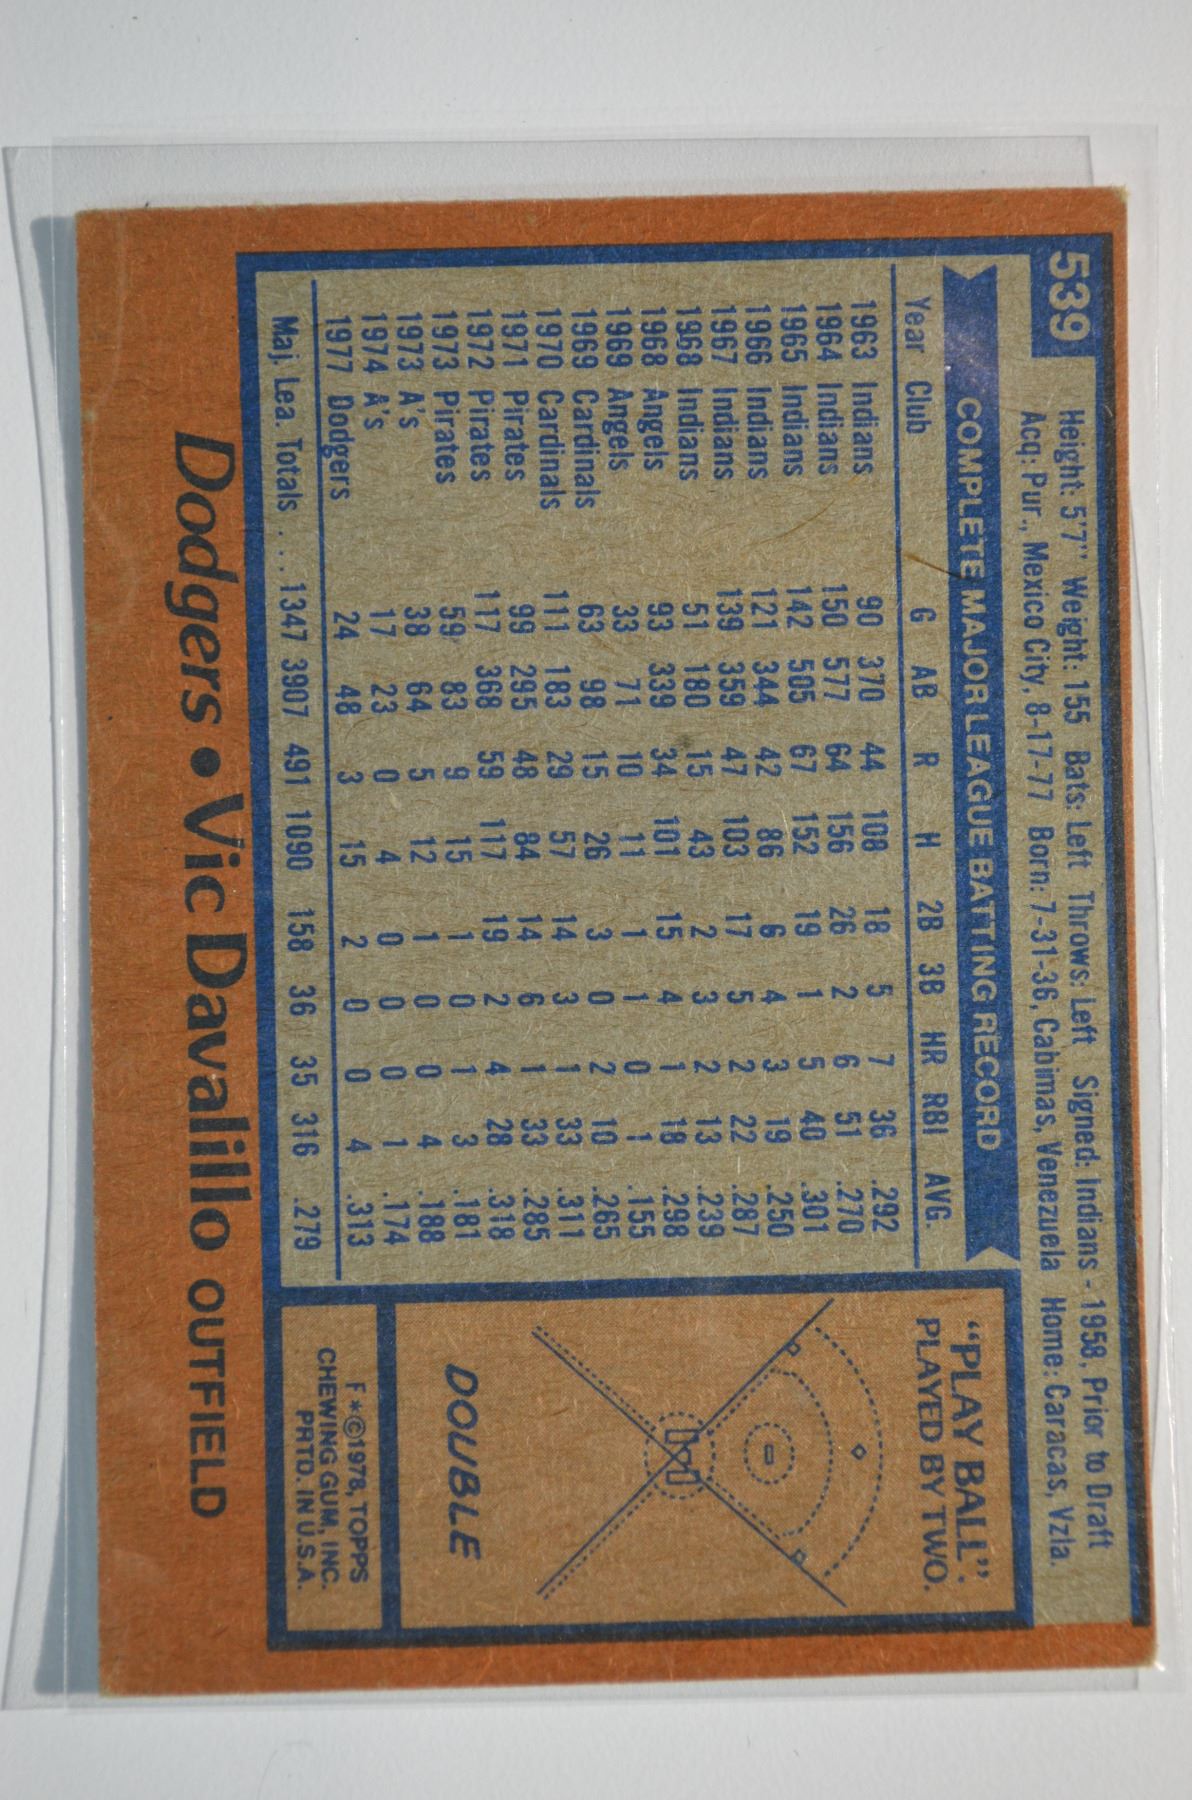 539
Height: 5'7" Weight: 155 Bats: Left Throws: Left Signed: Indians - 1958, Prior to Draft
Acq: Pur., Mexico City, 8-17-77 Born: 7-31-36, Cabimas, Venezuela Home: Caracas, Vzla.
COMPLETE MAJOR LEAGUE BATTING RECORD
Year Club G AB R H 2B 3B HR RBI AVG.
1963 Indians 90 370 44 108 18 5 7 36 .292
1964 Indians 150 577 64 156 26 2 6 51 .270
1965 Indians 142 505 67 152 19 1 5 40 .301
1966 Indians 121 344 42 86 6 4 3 19 .250
1967 Indians 139 359 47 103 17 5 2 22 .287
1968 Indians 51 180 15 43 2 3 2 13 .239
1968 Angels 93 339 34 101 15 4 1 18 .298
1969 Angels 33 71 10 11 1 1 0 1 .155
1969 Cardinals 63 98 15 26 3 0 2 10 .265
1970 Cardinals 111 183 29 57 14 3 1 33 .311
1971 Pirates 99 295 48 84 14 6 1 33 .285
1972 Pirates 117 368 59 117 19 2 4 28 .318
1973 Pirates 59 83 9 15 1 0 1 3 .181
1973 A's 38 64 5 12 1 0 0 4 .188
1974 A's 17 23 0 4 0 0 0 1 .174
1977 Dodgers 24 48 3 15 2 0 0 4 .313
Maj. Lea. Totals . . . 1347 3907 491 1090 158 36 35 316 .279
"PLAY BALL".
PLAYED BY TWO.
DOUBLE
F*©1978, TOPPS
CHEWING GUM, INC.
PRTD. IN U.S.A.
Dodgers • Vic Davalillo OUTFIELD